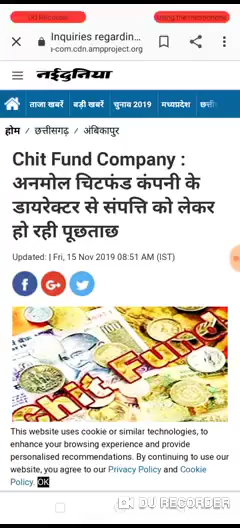 DU Recorder
Inquiries regardin...
ı-com.cdn.ampproject.org
नईदुनिया
ताजा खबरें बड़ी खबरें चुनाव 2019 मध्यप्रदेश
होम / छत्तीसगढ़ / अंबिकापुर
Chit Fund Company :
अनमोल चिटफंड कंपनी के
डायरेक्टर से संपत्ति को लेकर
हो रही पूछताछ
Updated: | Fri, 15 Nov 2019 08:51 AM (IST)
f G+
Chit Fund
This website uses cookie or similar technologies, to
enhance your browsing experience and provide
personalised recommendations. By continuing to use our
website, you agree to our Privacy Policy and Cookie
Policy. OK
DU RECORDER